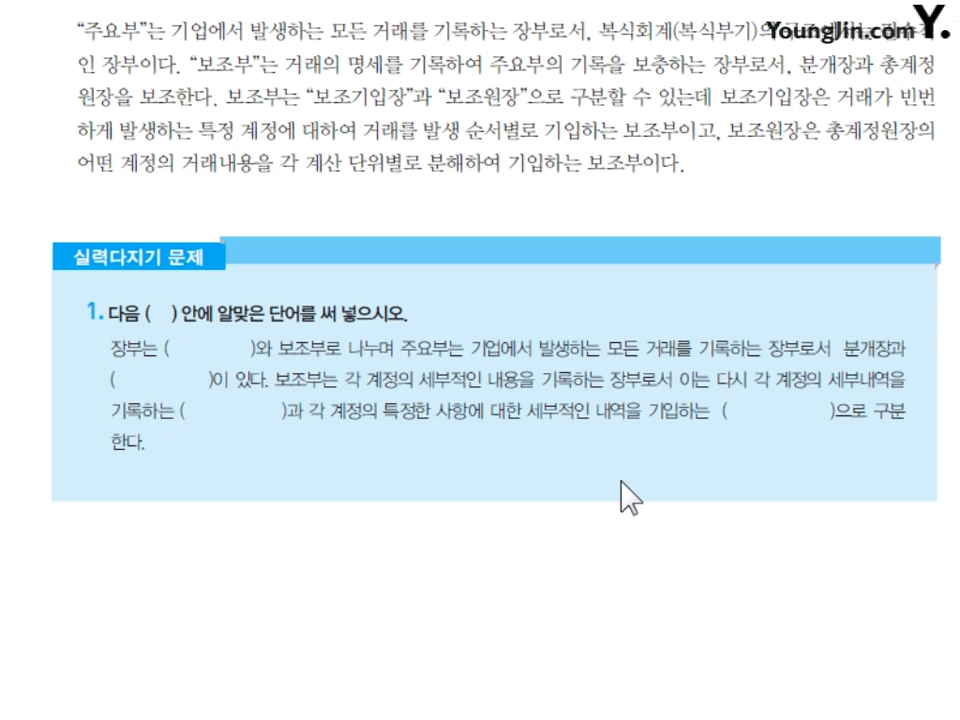 "주요부"는 기업에서 발생하는 모든 거래를 기록하는 장부로서, 복식회계(복식부기)의
Younglin.com Y.
인 장부이다. "보조부"는 거래의 명세를 기록하여 주요부의 기록을 보충하는 장부로서, 분개장과 총계정
원장을 보조한다. 보조부는 "보조기입장"과 "보조원장"으로 구분할 수 있는데 보조기입장은 거래가 빈번
하게 발생하는 특정 계정에 대하여 거래를 발생 순서별로 기입하는 보조부이고, 보조원장은 총계정원장의
어떤 계정의 거래내용을 각 계산 단위별로 분해하여 기입하는 보조부이다.
실력다지기 문제
1. 다음 (    ) 안에 알맞은 단어를 써 넣으시오.
장부는 (            )와 보조부로 나누며 주요부는 기업에서 발생하는 모든 거래를 기록하는 장부로서 분개장과
(            )이 있다. 보조부는 각 계정의 세부적인 내용을 기록하는 장부로서 이는 다시 각 계정의 세부내역을
기록하는 (            )과 각 계정의 특정한 사항에 대한 세부적인 내역을 기입하는 (            )으로 구분
한다.